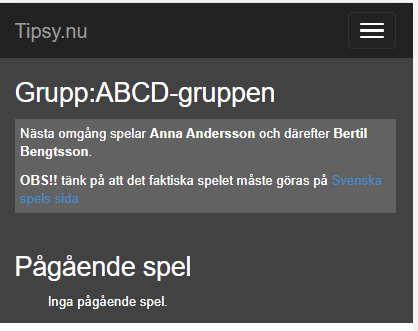 Tipsy.nu
Grupp:ABCD-gruppen
Nästa omgång spelar Anna Andersson och därefter Bertil
Bengtsson.
OBS!! tänk på att det faktiska spelet måste göras på Svenska
spels sida
Pågående spel
Inga pågående spel.